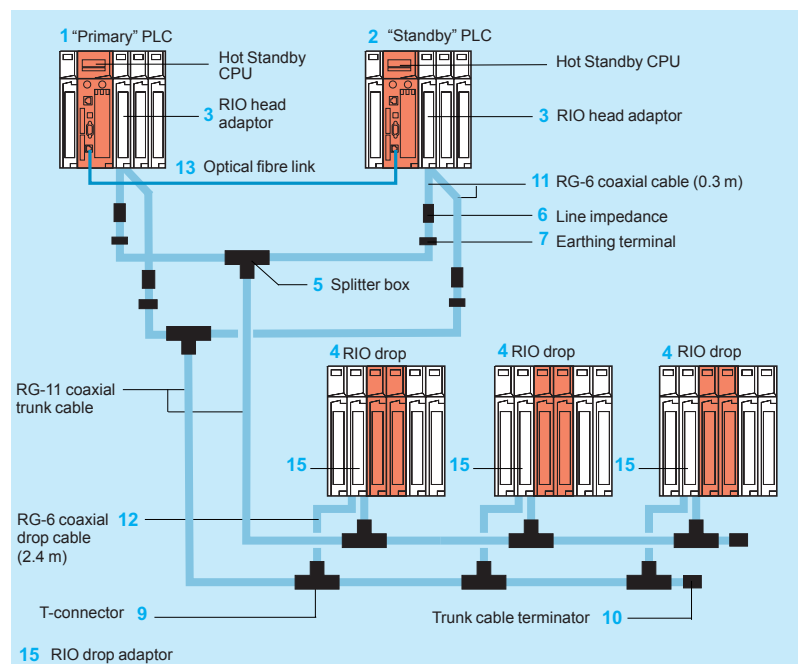 1 “Primary” PLC
2 “Standby” PLC
Hot Standby
CPU
Hot Standby CPU
3 RIO head
adaptor
3 RIO head adaptor
13 Optical fibre link
11 RG-6 coaxial cable (0.3 m)
6 Line impedance
7 Earthing terminal
5 Splitter box
4 RIO drop
4 RIO drop
4 RIO drop
RG-11 coaxial
trunk cable
15
15
15
RG-6 coaxial 12
drop cable
(2.4 m)
T-connector 9
Trunk cable terminator 10
15 RIO drop adaptor